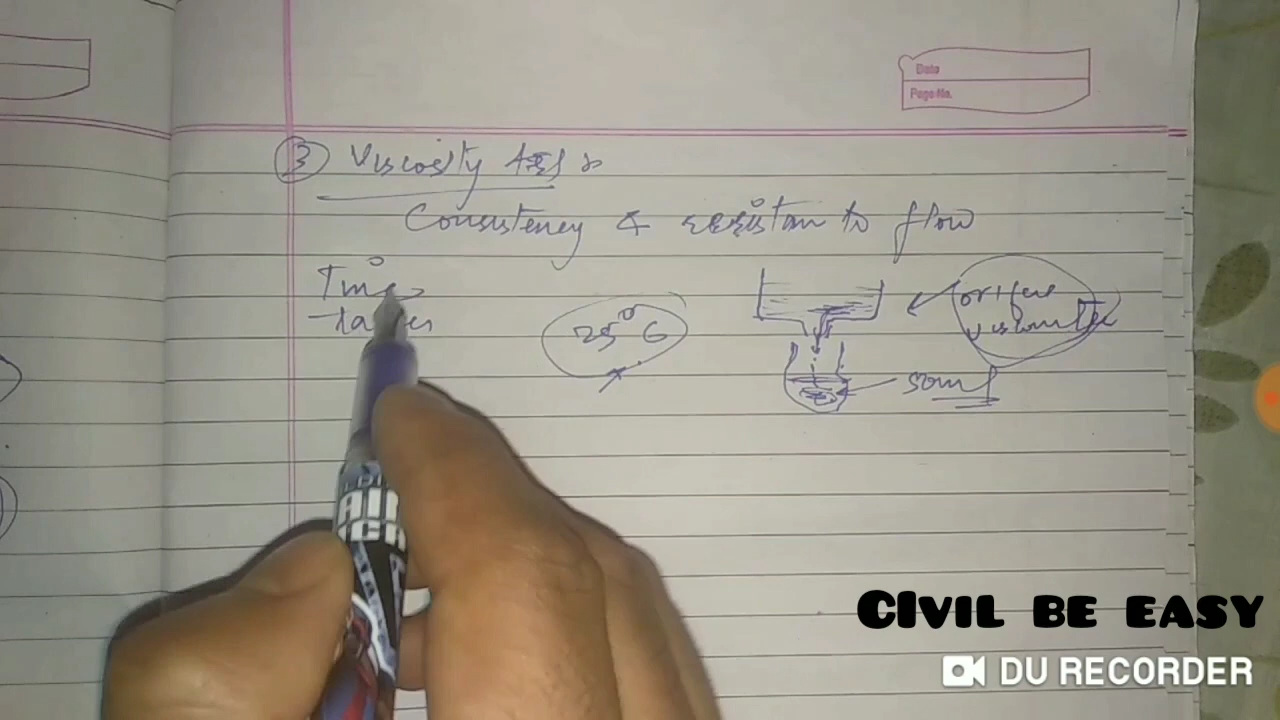 Date
Page No.
3 Viscosity test
Consistency & resistan to flow
Time
taken
25°C
orifice
viscometer
50ml
CIVIL BE EASY
DU RECORDER